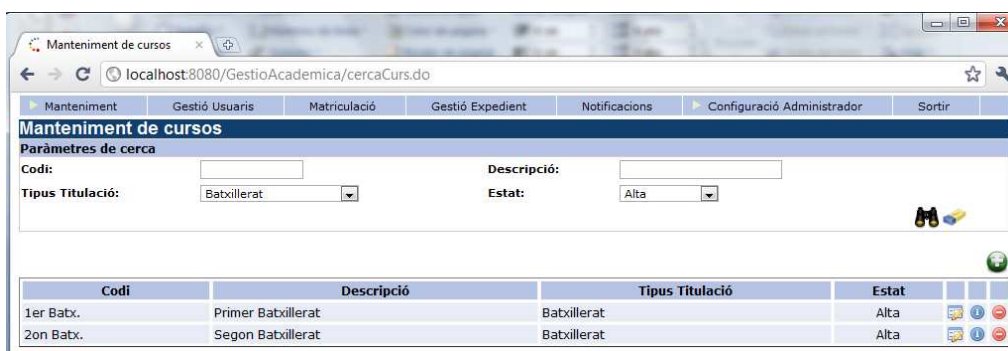 Manteniment de cursos
localhost:8080/GestioAcademica/cercaCurs.do
Manteniment Gestió Usuaris Matriculació Gestió Expedient Notificacions Configuració Administrador Sortir
Manteniment de cursos
Paràmetres de cerca
Codi: Descripció:
Tipus Titulació: Batxillerat Estat: Alta
Codi Descripció Tipus Titulació Estat
1er Batx. Primer Batxillerat Batxillerat Alta
2on Batx. Segon Batxillerat Batxillerat Alta